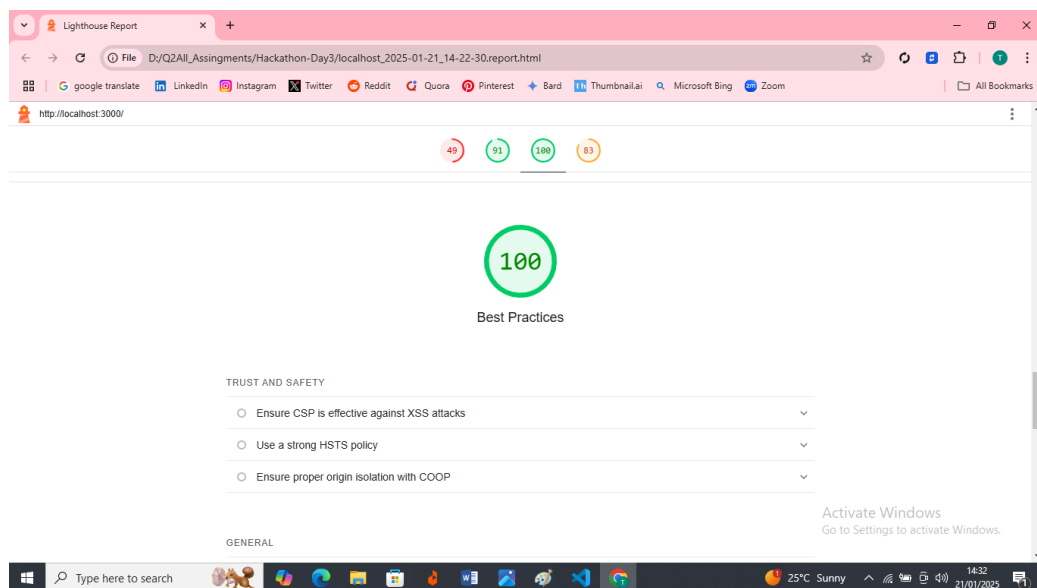 Lighthouse Report
File D:/Q2All_Assingments/Hackathon-Day3/localhost_2025-01-21_14-22-30.report.html
T
google translate LinkedIn Instagram Twitter Reddit Quora Pinterest Bard Th Thumbnail.ai Microsoft Bing zoom Zoom All Bookmarks
http://localhost:3000/
49 91 100 83
100
Best Practices
TRUST AND SAFETY
Ensure CSP is effective against XSS attacks
Use a strong HSTS policy
Ensure proper origin isolation with COOP
Activate Windows
Go to Settings to activate Windows.
GENERAL
Type here to search
25°C Sunny
14:32
21/01/2025